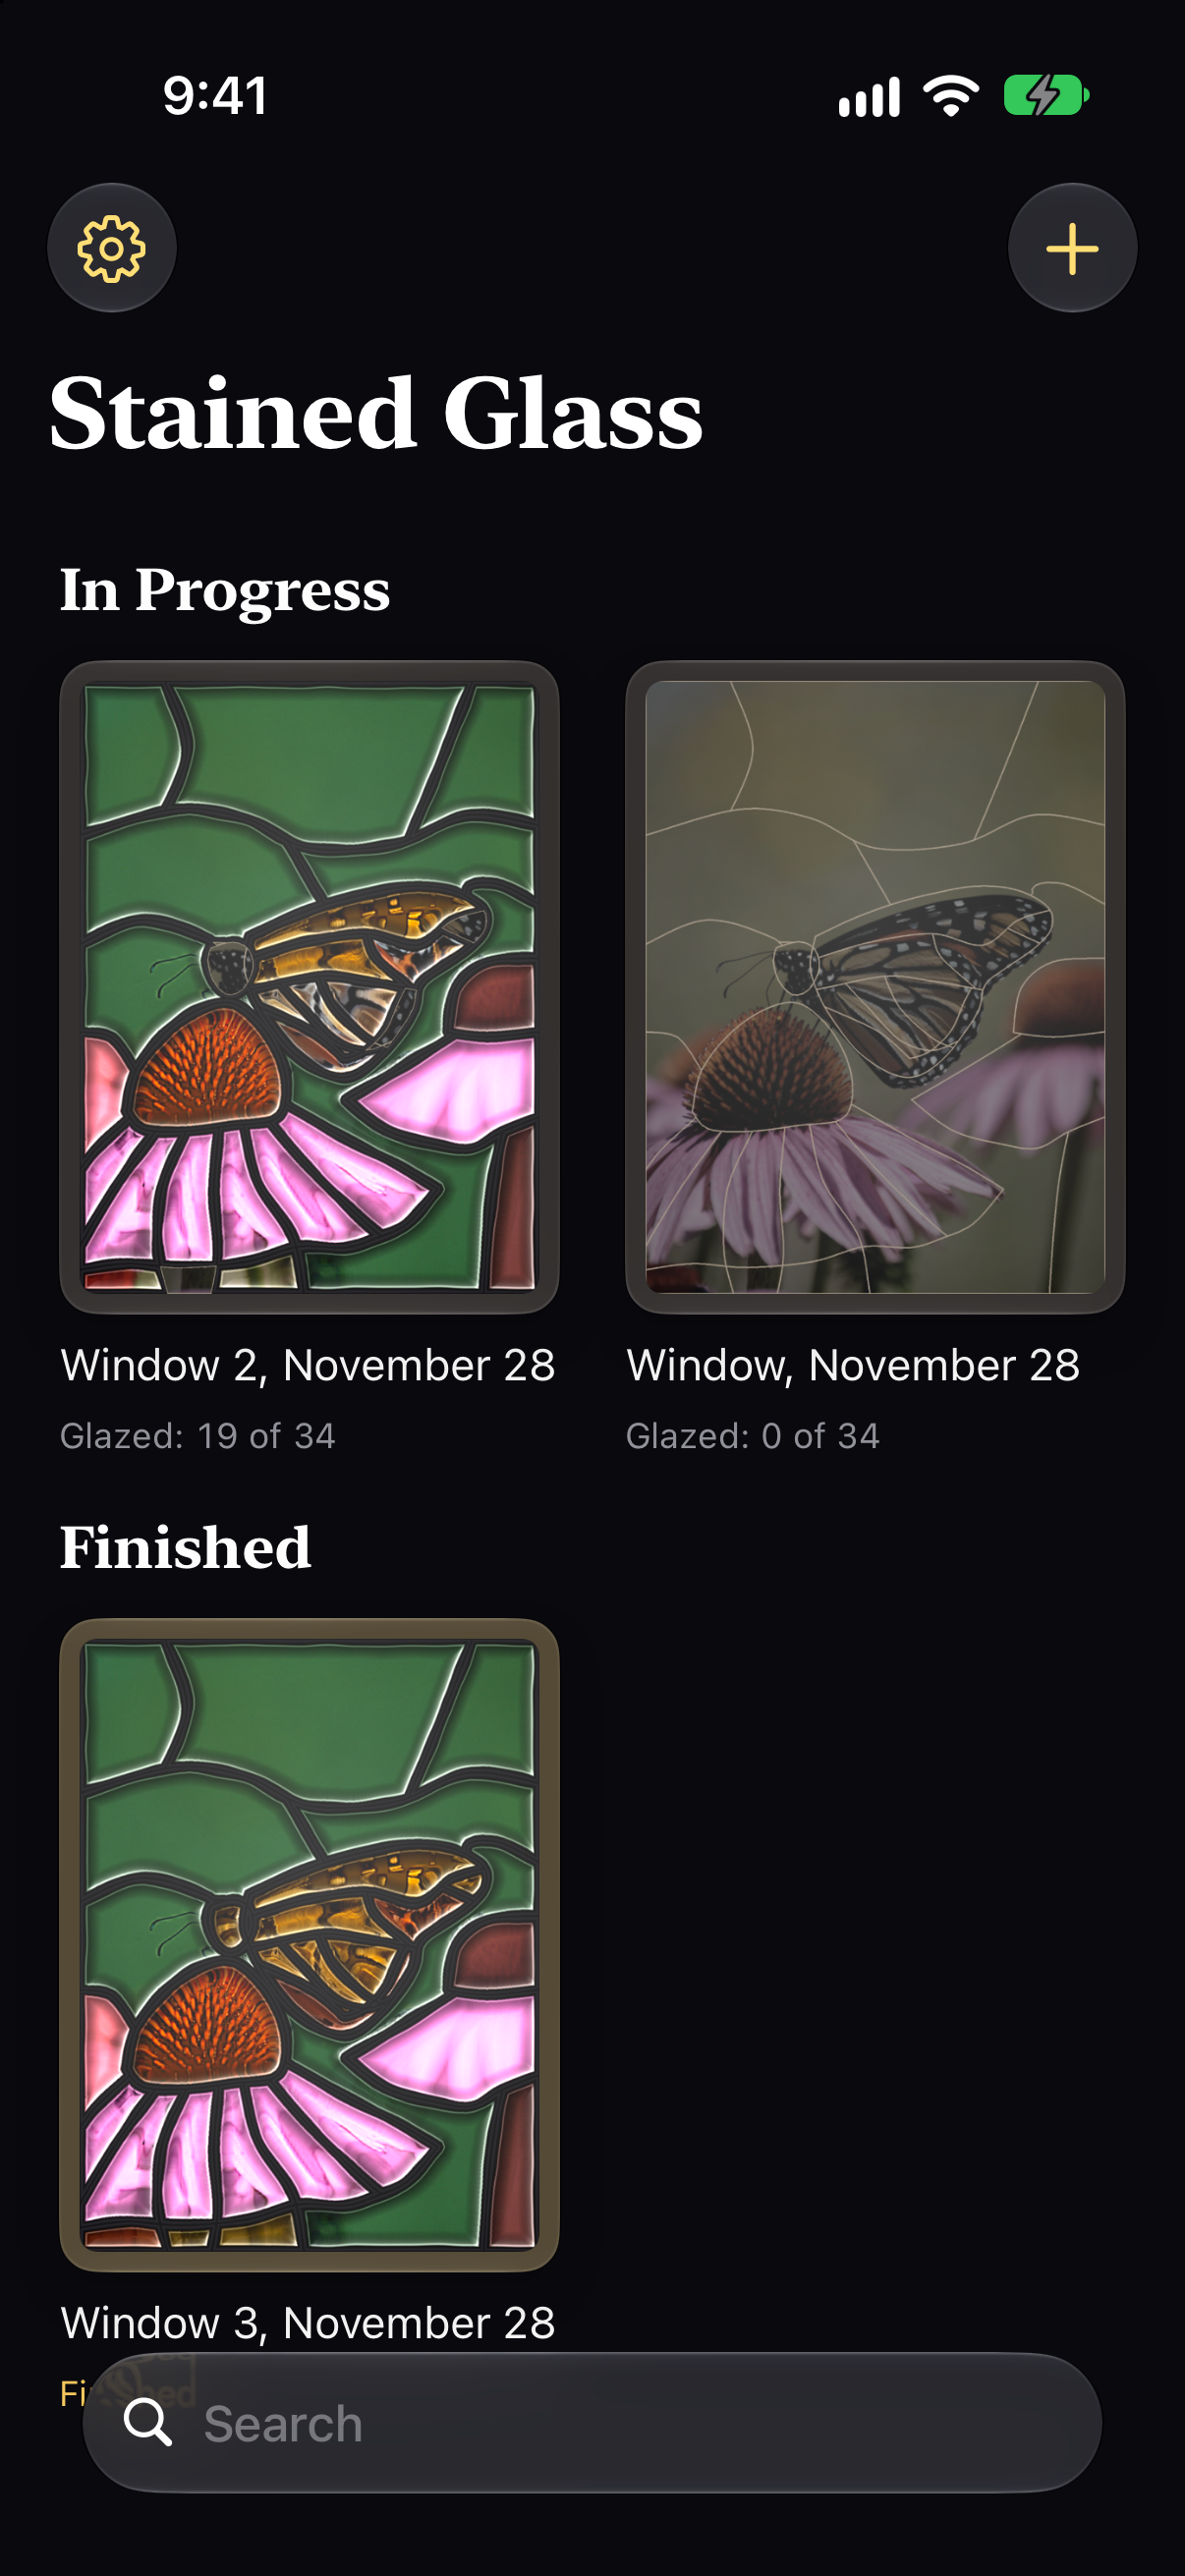 9:41
Stained Glass
In Progress
Window 2, November 28
Window, November 28
Glazed: 19 of 34
Glazed: 0 of 34
Finished
Window 3, November 28
Search